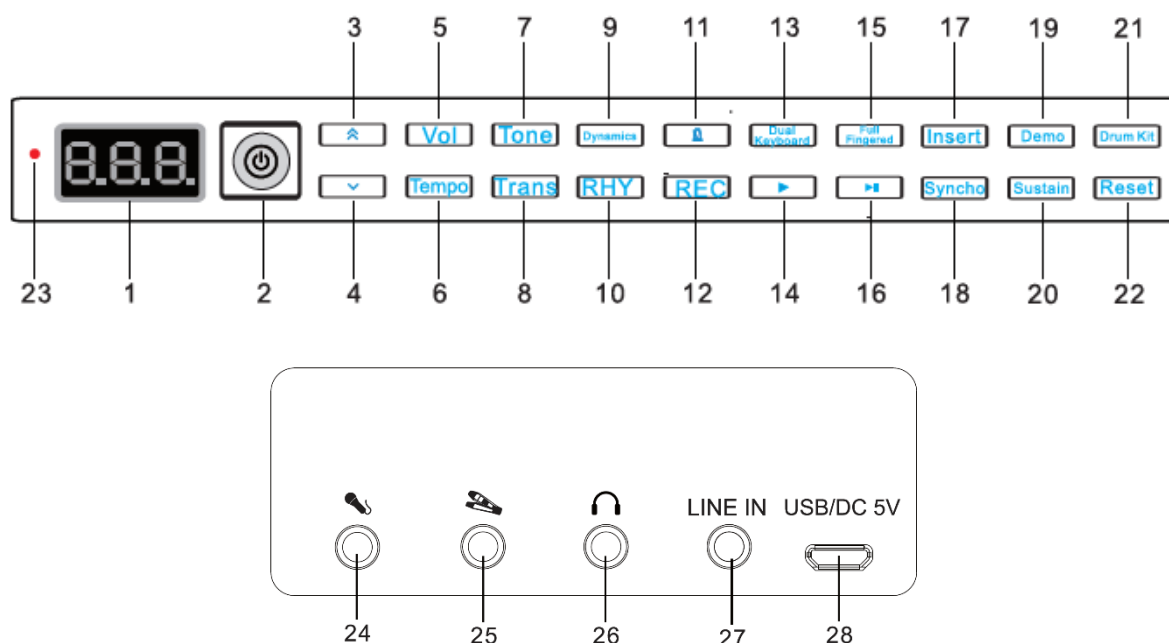 3 5 7 9 11 13 15 17 19 21
8.8.8.
Vol Tone Dynamics Dual Keyboard Full Fingered Insert Demo Drum Kit
Tempo Trans RHY REC Syncho Sustain Reset
23 1 2 4 6 8 10 12 14 16 18 20 22
LINE IN USB/DC 5V
24 25 26 27 28